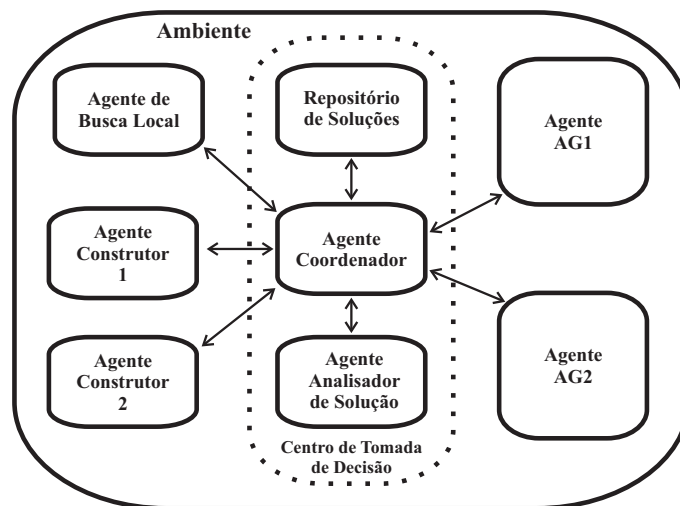 Ambiente
Agente de
Busca Local
Repositório
de Soluções
Agente
AG1
Agente
Construtor
1
Agente
Coordenador
Agente
Construtor
2
Agente
Analisador
de Solução
Agente
AG2
Centro de Tomada
de Decisão